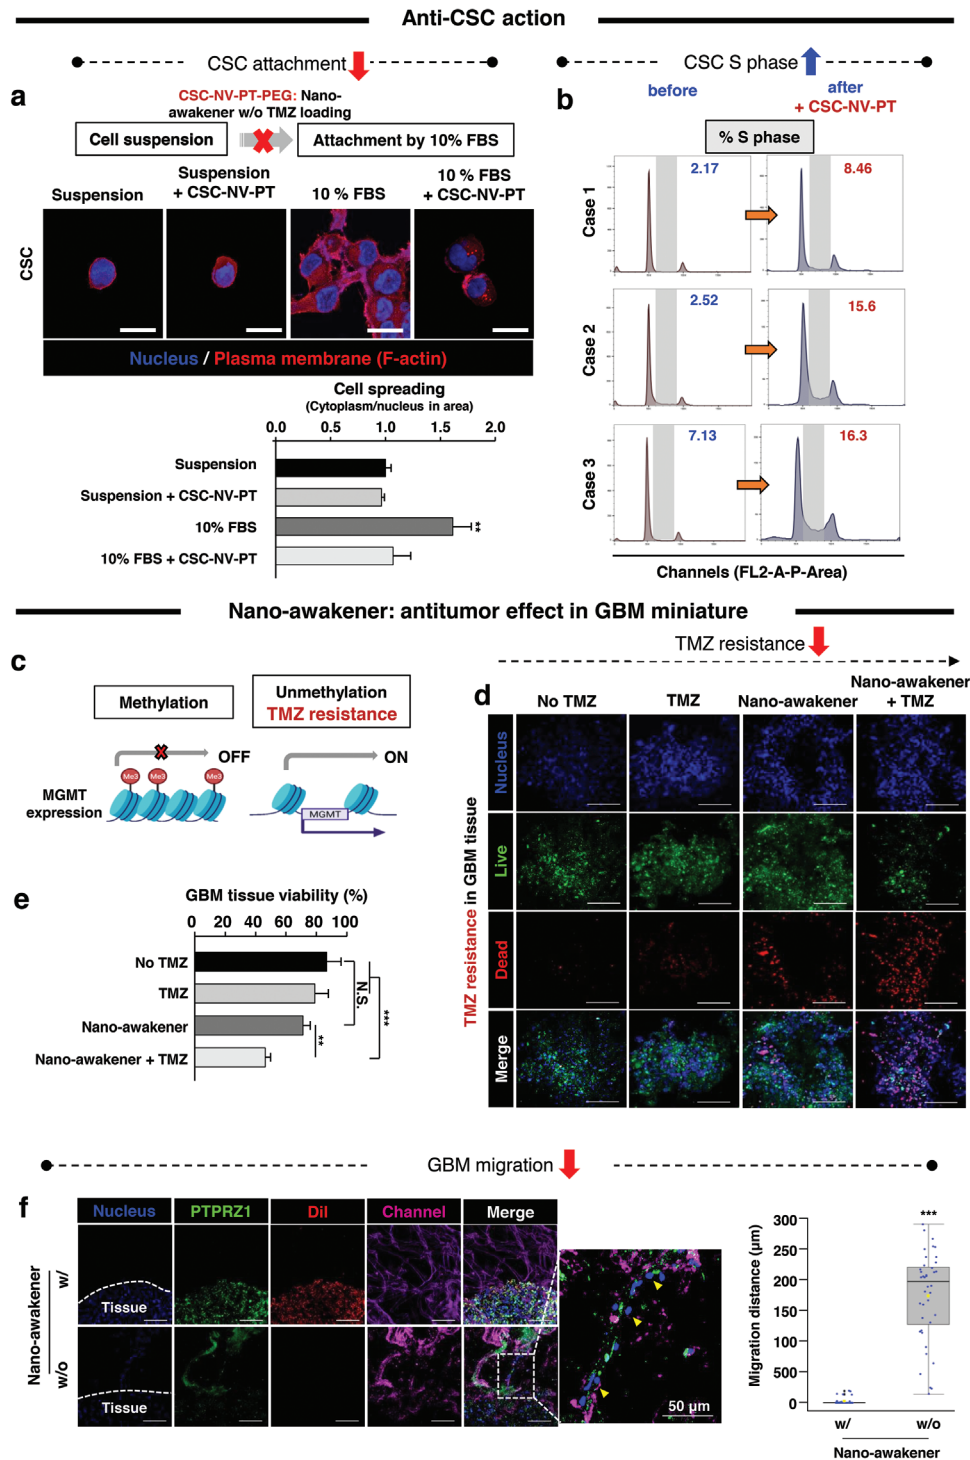 Anti-CSC action
CSC attachment
CSC S phase
a
CSC-NV-PT-PEG: Nano-
awakener w/o TMZ loading
Cell suspension
Attachment by 10% FBS
Suspension
Suspension
+ CSC-NV-PT
10 % FBS
10 % FBS
+ CSC-NV-PT
CSC
Nucleus / Plasma membrane (F-actin)
Cell spreading
(Cytoplasm/nucleus in area)
0.0 0.5 1.0 1.5 2.0
Suspension
Suspension + CSC-NV-PT
10% FBS
**
10% FBS + CSC-NV-PT
b
before
after
+ CSC-NV-PT
% S phase
Case 1
2.17
8.46
Case 2
2.52
15.6
Case 3
7.13
16.3
Channels (FL2-A-P-Area)
Nano-awakener: antitumor effect in GBM miniature
TMZ resistance
c
Methylation
Unmethylation
TMZ resistance
OFF
ON
Me3 Me3 Me3
MGMT
expression
MGMT
d
No TMZ
TMZ
Nano-awakener
Nano-awakener
+ TMZ
TMZ resistance in GBM tissue
Nucleus
Live
Dead
Merge
e
GBM tissue viability (%)
0 20 40 60 80 100
No TMZ
TMZ
Nano-awakener
Nano-awakener + TMZ
N.S.
**
***
GBM migration
f
Nucleus
PTPRZ1
DiI
Channel
Merge
Nano-awakener
w/
w/o
Tissue
Tissue
50 µm
Migration distance (µm)
300
200
150
100
500
0
***
w/
w/o
Nano-awakener